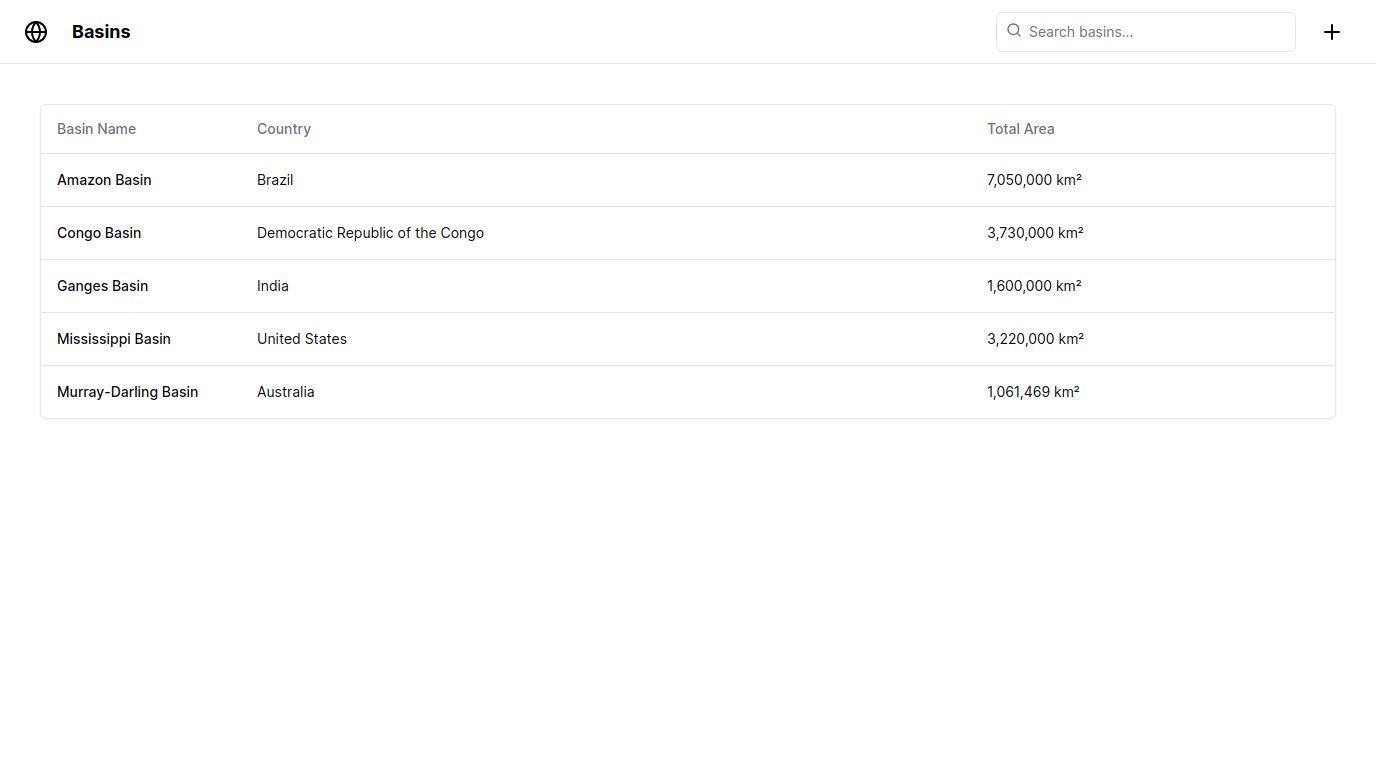 Basins
Search basins...
Basin Name Country Total Area
Amazon Basin Brazil 7,050,000 km²
Congo Basin Democratic Republic of the Congo 3,730,000 km²
Ganges Basin India 1,600,000 km²
Mississippi Basin United States 3,220,000 km²
Murray-Darling Basin Australia 1,061,469 km²